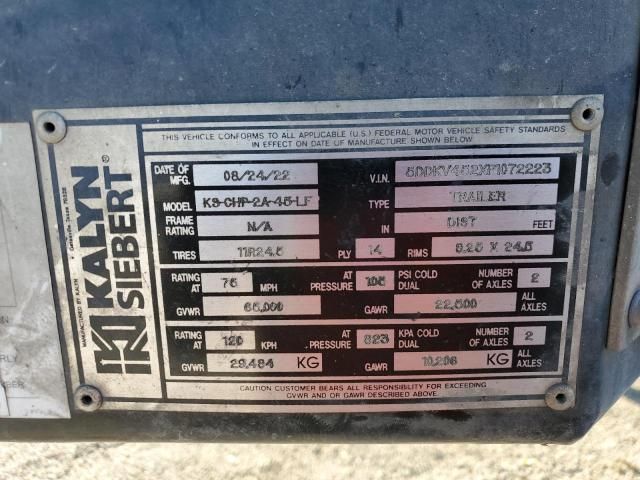 THIS VEHICLE CONFORMS TO ALL APPLICABLE (U.S.) FEDERAL MOTOR VEHICLE SAFETY STANDARDS
IN EFFECT ON DATE OF MANUFACTURE SHOWN BELOW
KALYN SIEBERT®
MANUFACTURED BY KALYN
DATE OF MFG. 08/24/22 V.I.N. 5DDKV452XP1072223
MODEL KS-CHP-2A-45-LF TYPE TRAILER
FRAME RATING N/A IN DIST FEET
TIRES 11R24.5 PLY 14 RIMS 8.25 X 24.5
RATING AT 75 MPH AT PRESSURE 105 PSI COLD DUAL NUMBER OF AXLES 2
GVWR 65,000 GAWR 22,500 ALL AXLES
RATING AT 120 KPH AT PRESSURE 823 KPA COLD DUAL NUMBER OF AXLES 2
GVWR 29,484 KG GAWR 10,206 KG ALL AXLES
CAUTION CUSTOMER BEARS ALL RESPONSIBILITY FOR EXCEEDING
GVWR AND OR GAWR DESCRIBED ABOVE.